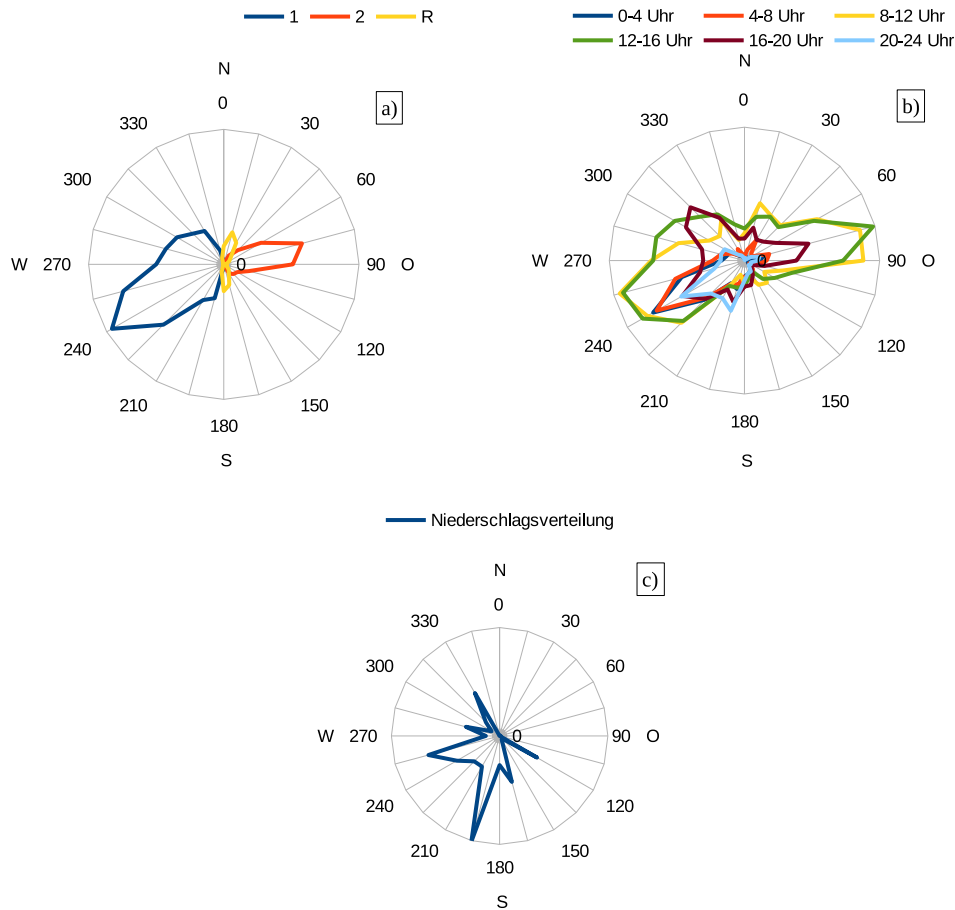 1 2 R
0-4 Uhr 4-8 Uhr 8-12 Uhr
12-16 Uhr 16-20 Uhr 20-24 Uhr
N
0
30
60
90 O
120
150
180
S
210
240
W 270
300
330
0
a)
N
0
30
60
90 O
120
150
180
S
210
240
W 270
300
330
0
b)
Niederschlagsverteilung
N
0
30
60
90 O
120
150
180
S
210
240
W 270
300
330
0
c)